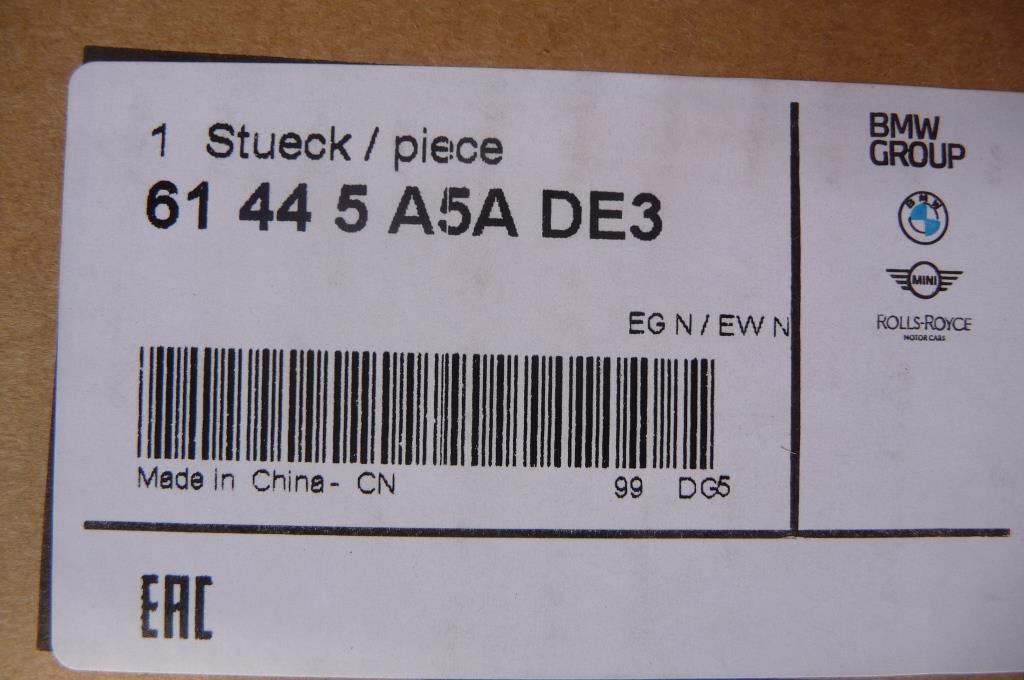 1 Stueck / piece
61 44 5 A5A DE3
EG N / EW N
Made in China - CN 99 DG5
EAC
BMW
GROUP
BMW
MINI
ROLLS-ROYCE
MOTOR CARS